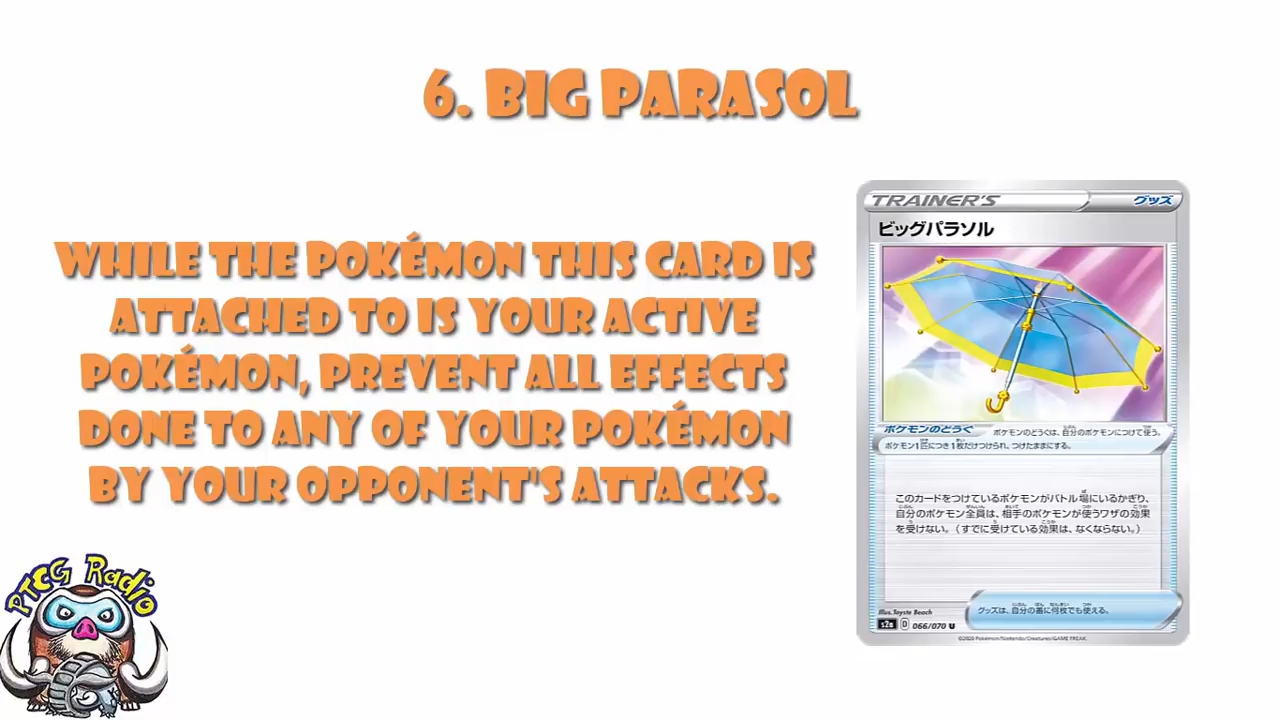 6. BIG PARASOL
WHILE THE POKÉMON THIS CARD IS
ATTACHED TO IS YOUR ACTIVE
POKÉMON, PREVENT ALL EFFECTS
DONE TO ANY OF YOUR POKÉMON
BY YOUR OPPONENT'S ATTACKS.
TRAINER'S
グッズ
ビッグパラソル
ポケモンのどうぐ
ポケモンのどうぐは、自分のポケモンにつけて使う。
ポケモン1匹につき1枚だけつけられ、つけたままにする。
このカードをつけているポケモンがバトル場にいるかぎり、
自分のポケモン全員は、相手のポケモンが使うワザの効果
を受けない。(すでに受けている効果は、なくならない。)
グッズは、自分の番に何枚でも使える。
Illus.Toyste Beach
s2a D 066/070 U
©2020 Pokémon/Nintendo/Creatures/GAME FREAK.
PTCG Radio